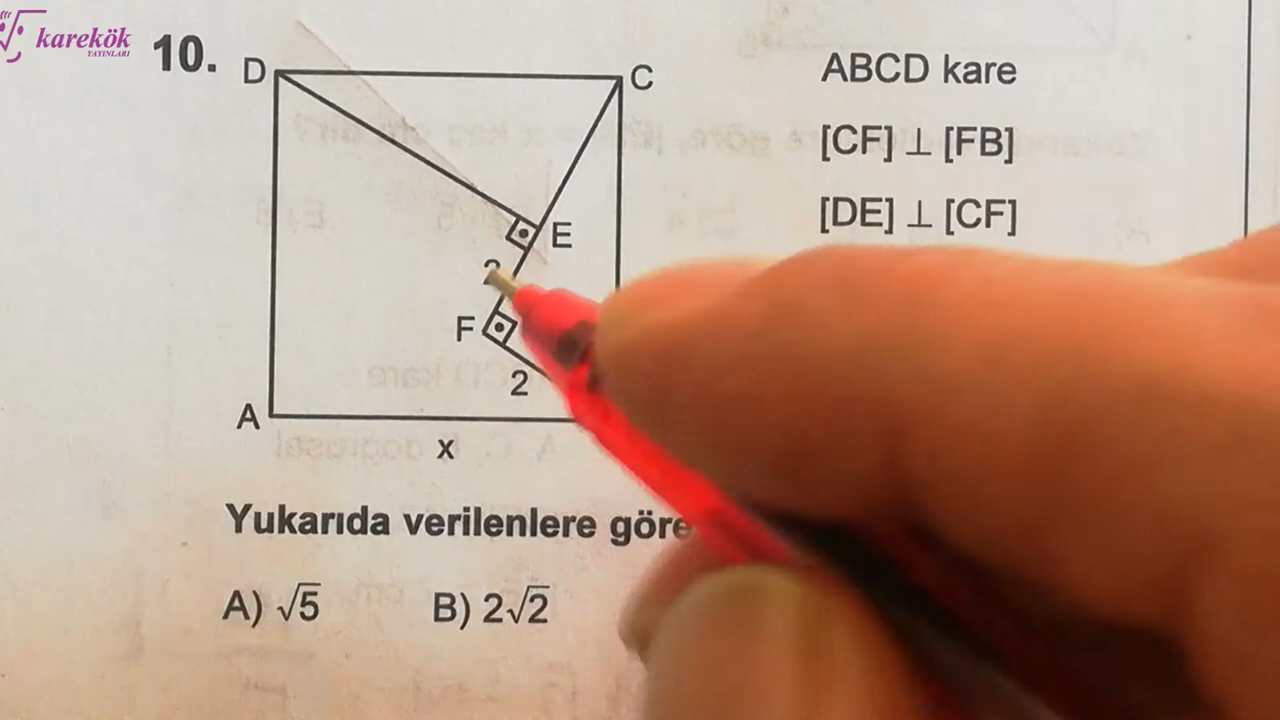 karekök
YAYINLARI
10.
D
C
ABCD kare
[CF] ⊥ [FB]
[DE] ⊥ [CF]
E
F
2
A
x
Yukarıda verilenlere göre
A) √5 B) 2√2